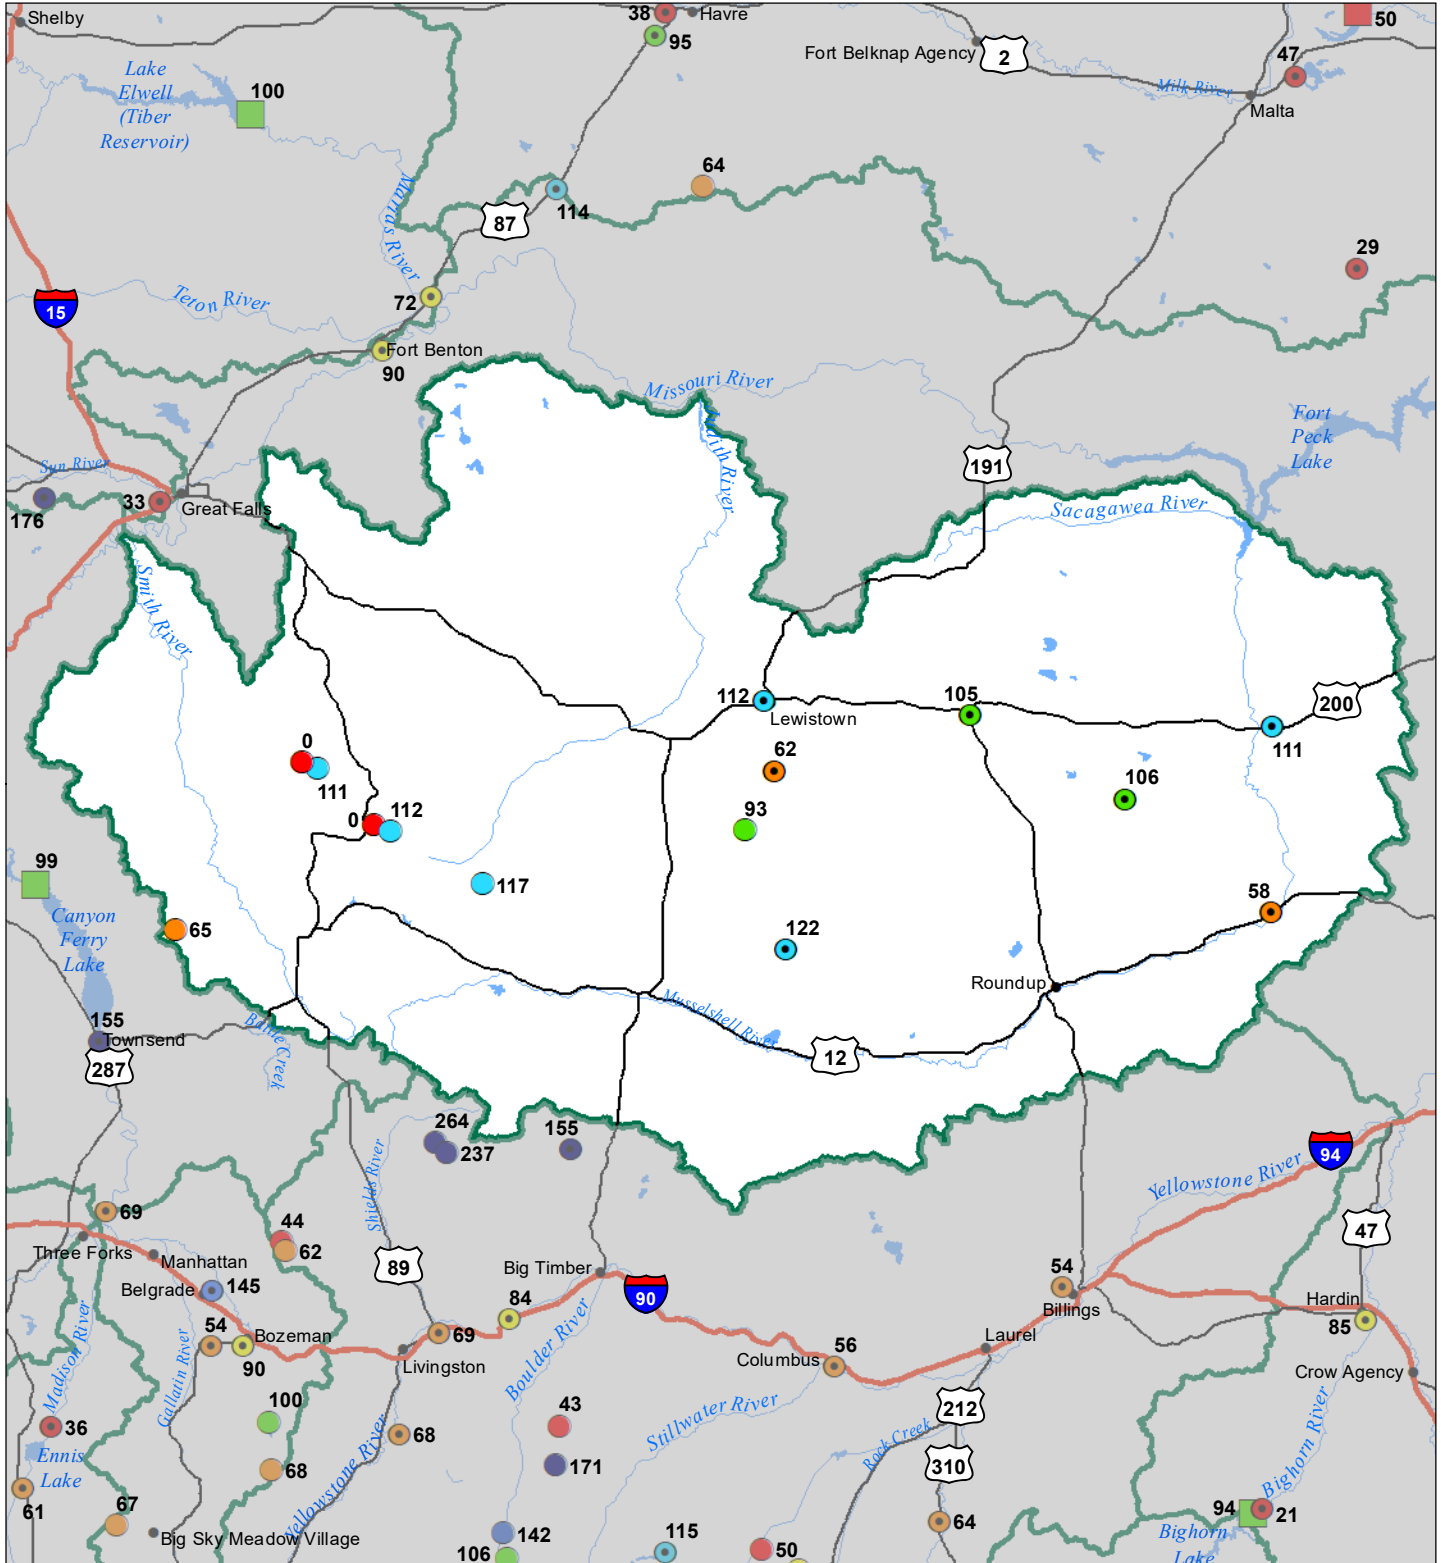 Shelby
38
Havre
95
Fort Belknap Agency
2
50
47
Milk River
Malta
Lake
Elwell
(Tiber
Reservoir)
100
64
114
87
Marias River
29
15
Teton River
72
Fort Benton
90
Missouri River
Judith River
Fort
Peck
Lake
191
Sun River
176
33
Great Falls
Sacagawea River
Smith River
112
Lewistown
105
200
111
0
111
62
106
0
112
93
99
117
58
Canyon
Ferry
Lake
65
122
Roundup
155
Townsend
287
Battle Creek
Musselshell River
12
264
237
155
Shields River
94
Yellowstone River
69
44
62
47
Three Forks
Manhattan
Belgrade
145
89
Big Timber
90
54
Billings
Hardin
85
84
54
Bozeman
90
69
Livingston
Columbus
56
Laurel
Crow Agency
Madison River
Gallatin River
Boulder River
100
43
Stillwater River
212
36
68
Rock Creek
Ennis
Lake
68
171
310
Bighorn River
61
67
Yellowstone River
Big Sky Meadow Village
142
106
115
50
64
94
21
Bighorn
Lake